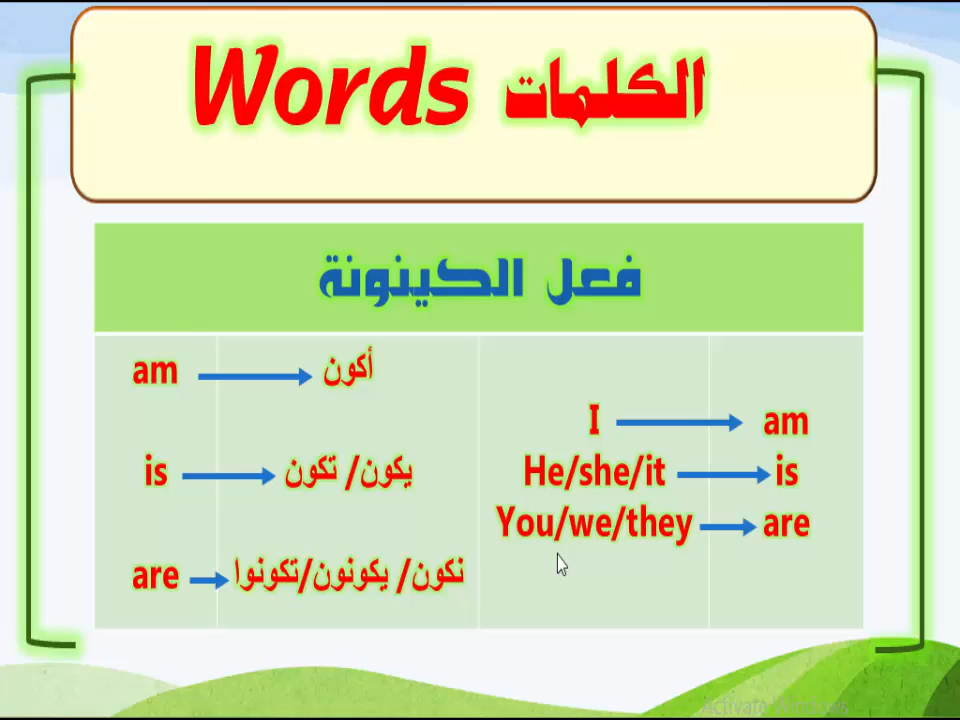 Words الكلمات
فعل الكينونة
am أكون
is يكون/ تكون
are نكون/ يكونون/تكونوا
I am
He/she/it is
You/we/they are